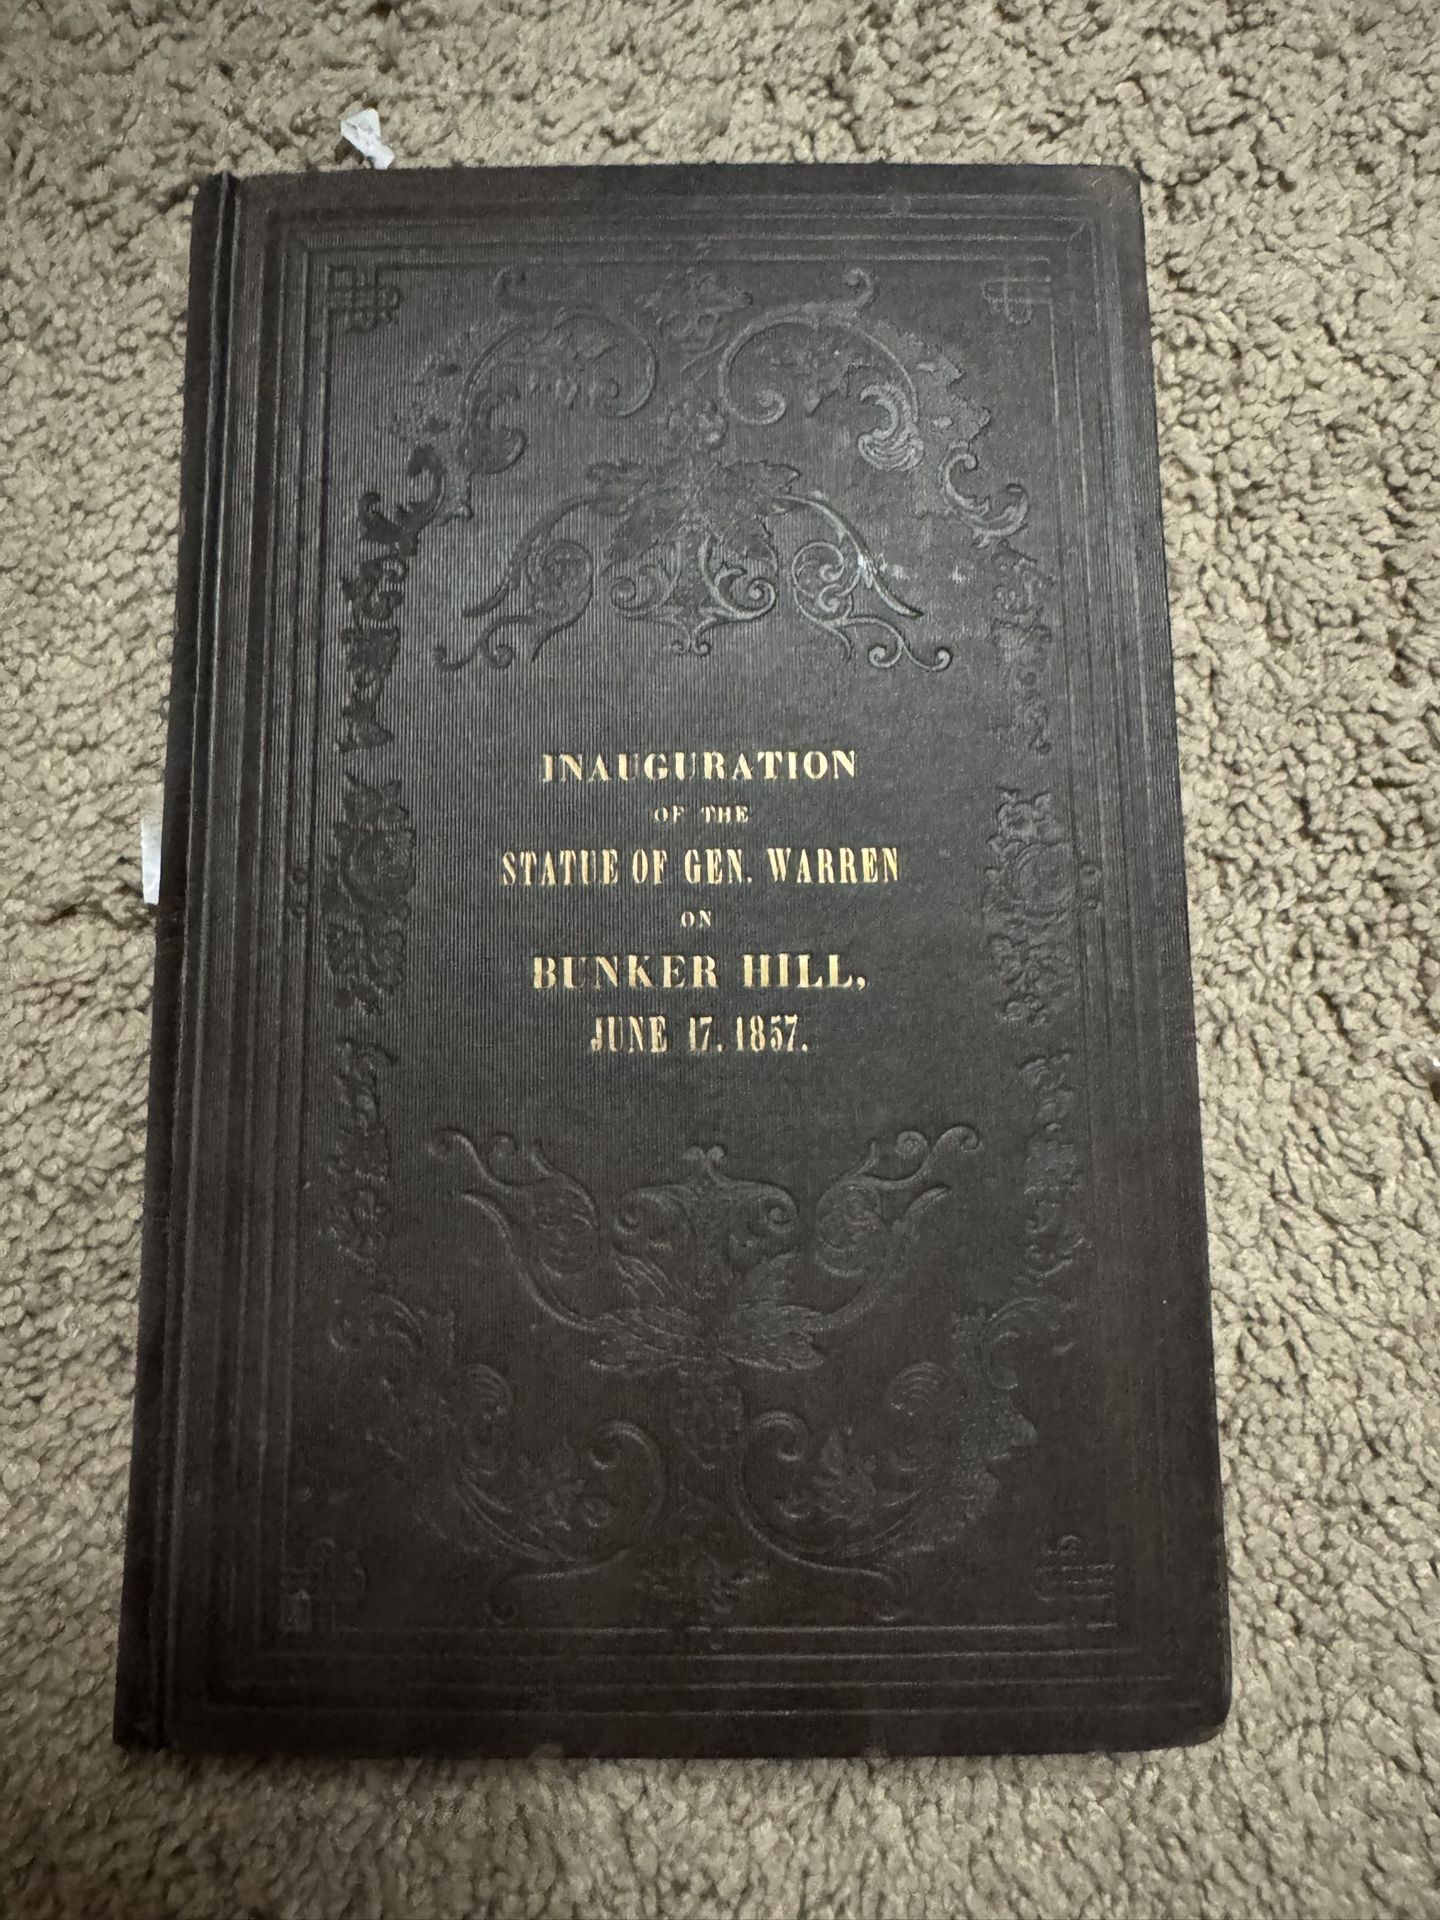 INAUGURATION
OF THE
STATUE OF GEN. WARREN
ON
BUNKER HILL,
JUNE 17, 1857.